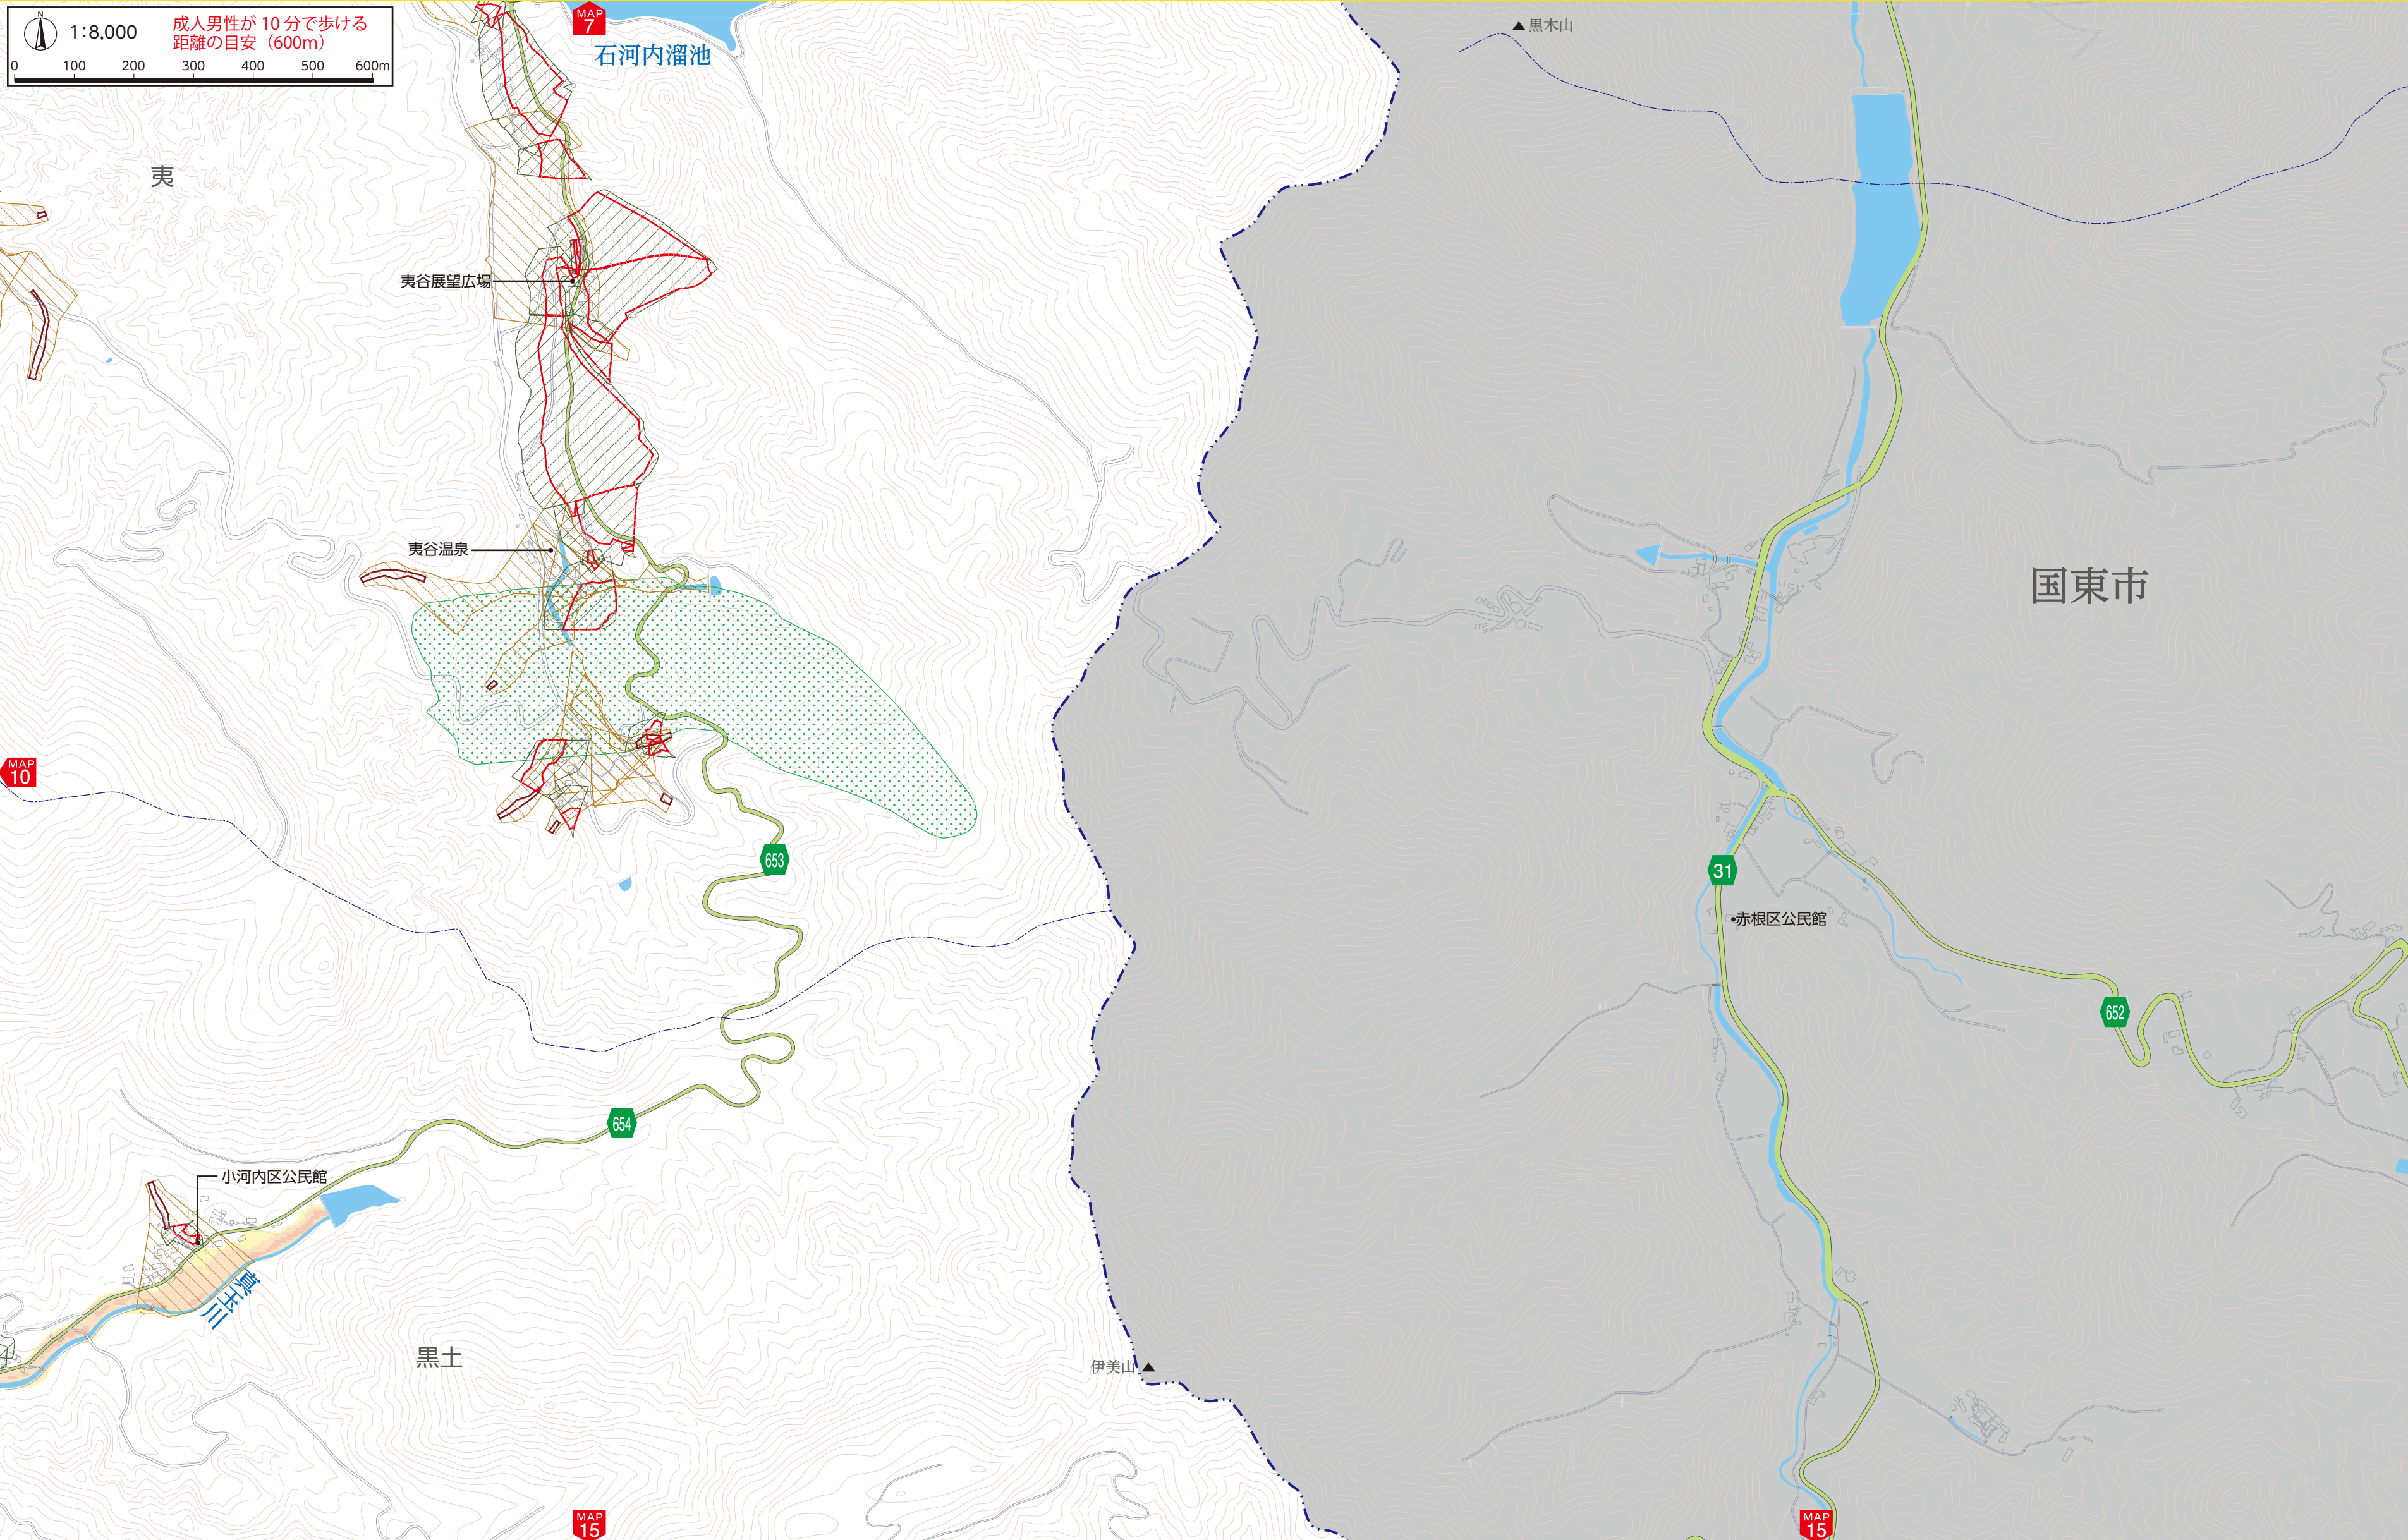 N
1:8,000
成人男性が 10 分で歩ける
距離の目安（600m）
0 100 200 300 400 500 600m
MAP
7
石河内溜池
黒木山
夷
夷谷展望広場
夷谷温泉
国東市
MAP
10
653
31
赤根区公民館
652
654
小河内区公民館
真玉川
黒土
伊美山
MAP
15
MAP
15